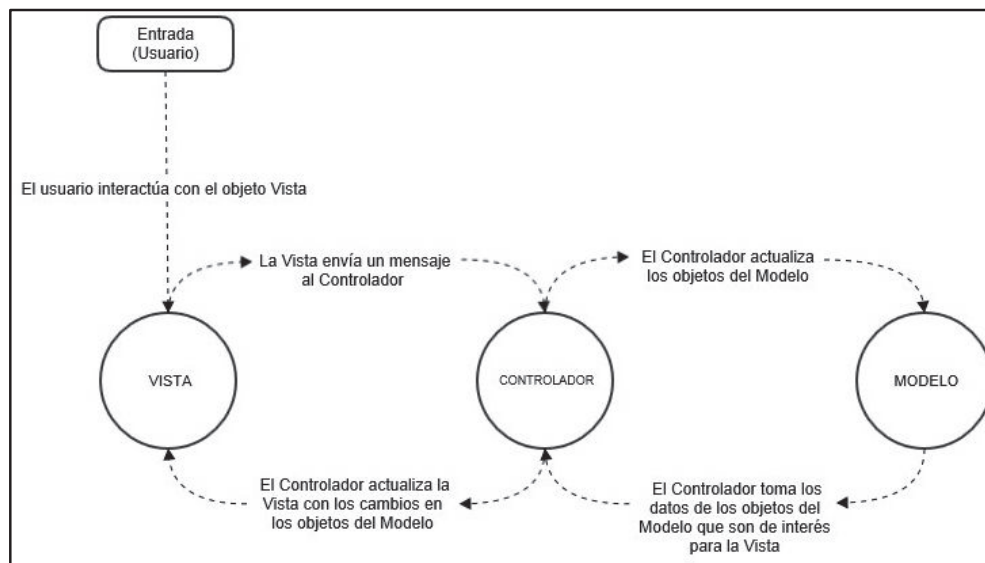 Entrada
(Usuario)
El usuario interactúa con el objeto Vista
La Vista envía un mensaje
al Controlador
El Controlador actualiza
los objetos del Modelo
VISTA
CONTROLADOR
MODELO
El Controlador actualiza la
Vista con los cambios en
los objetos del Modelo
El Controlador toma los
datos de los objetos del
Modelo que son de interés
para la Vista